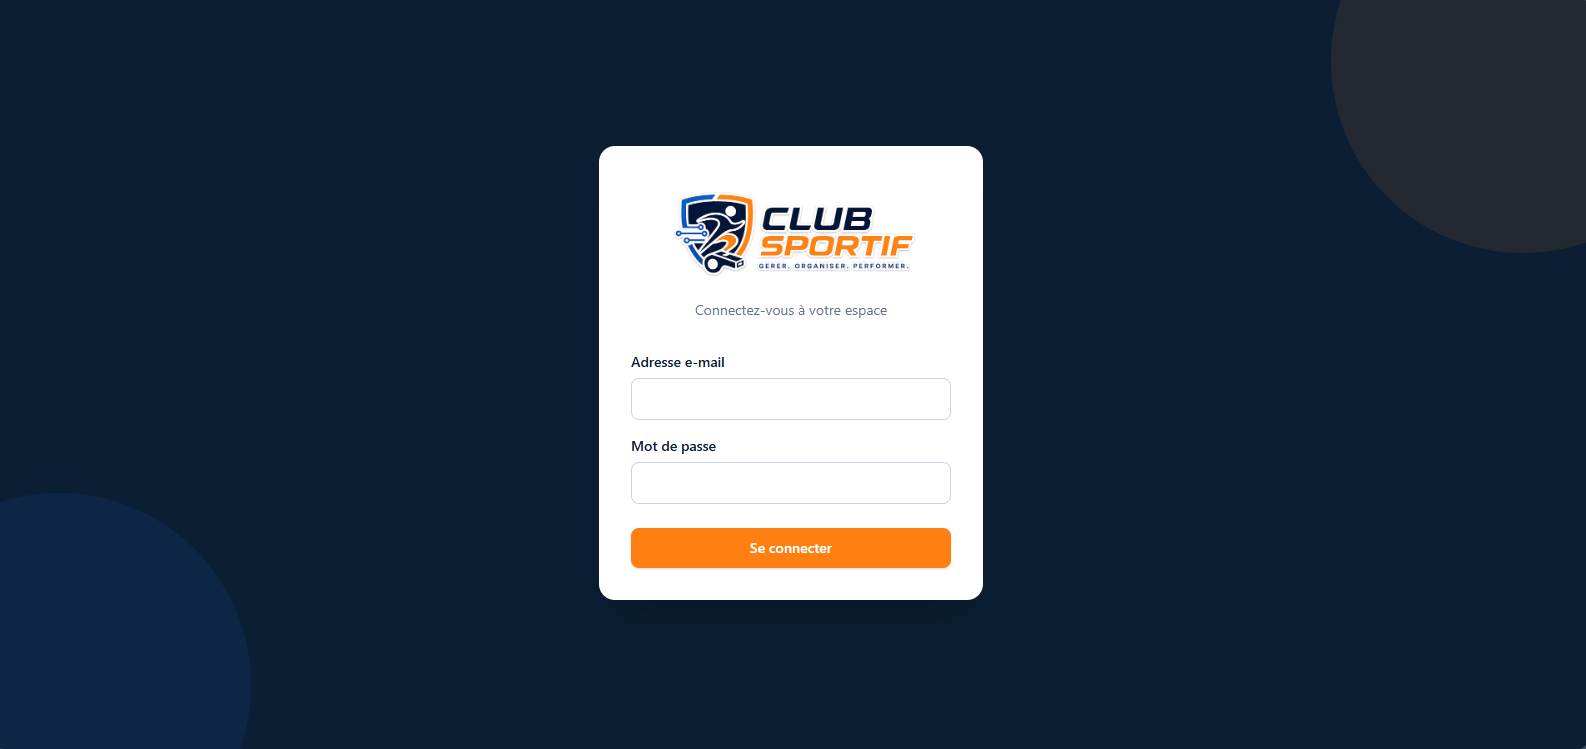 CLUB
SPORTIF
GERER. ORGANISER. PERFORMER.
Connectez-vous à votre espace
Adresse e-mail
Mot de passe
Se connecter